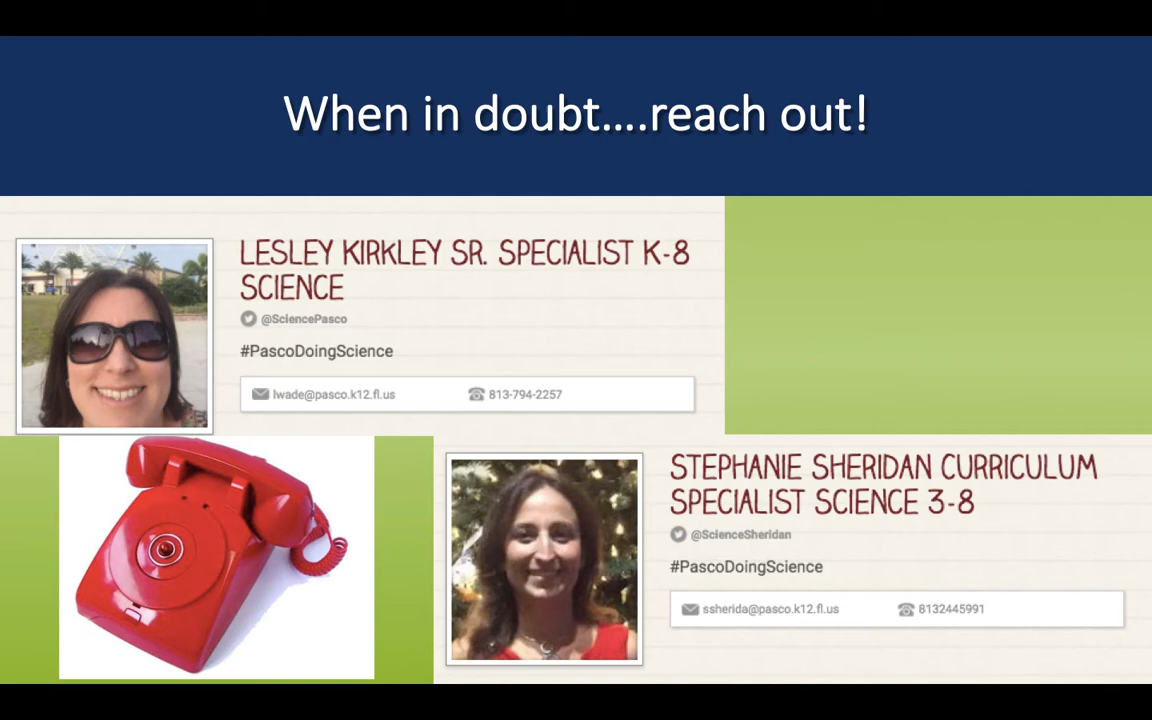 When in doubt....reach out!
LESLEY KIRKLEY SR. SPECIALIST K-8
SCIENCE
@SciencePasco
#PascoDoingScience
lwade@pasco.k12.fl.us 813-794-2257
STEPHANIE SHERIDAN CURRICULUM
SPECIALIST SCIENCE 3-8
@ScienceSheridan
#PascoDoingScience
ssherida@pasco.k12.fl.us 8132445991